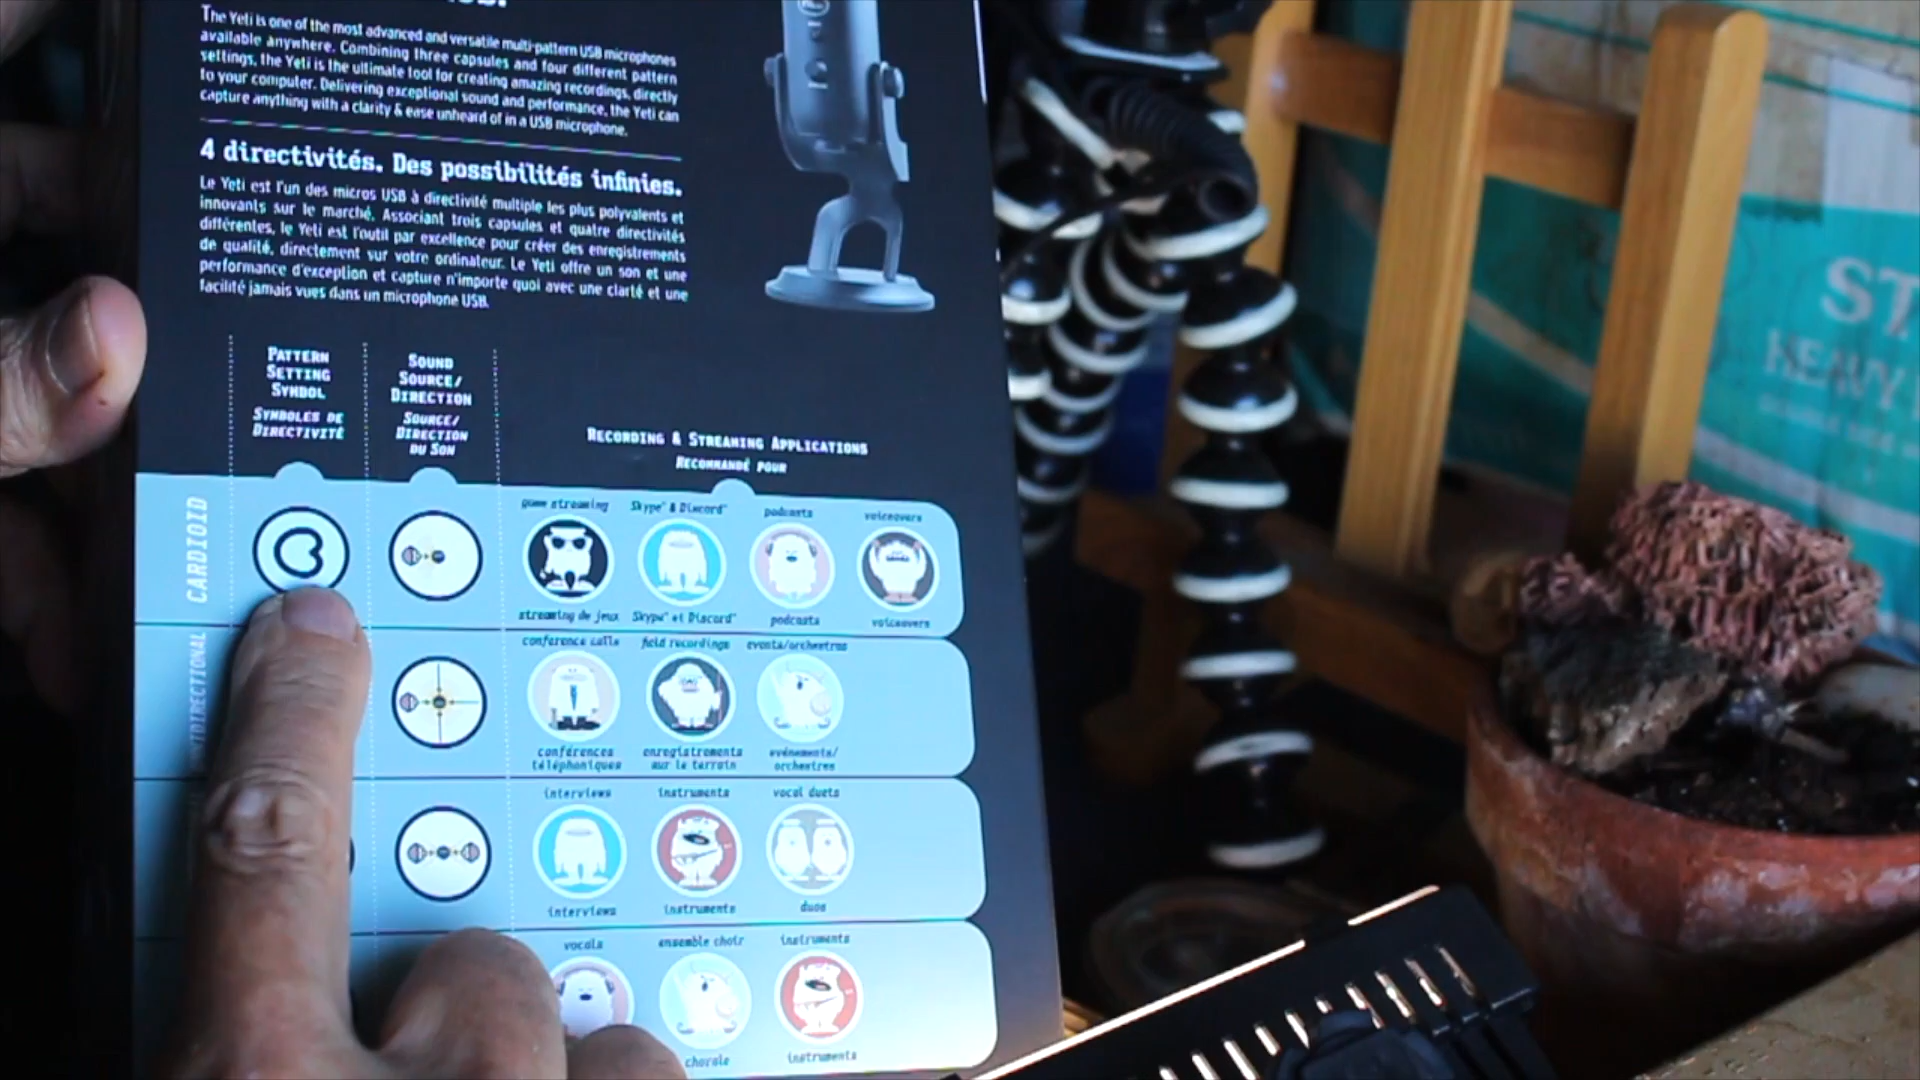 The Yeti is one of the most advanced and versatile multi-pattern USB microphones
available anywhere. Combining three capsules and four different pattern
settings, the Yeti is the ultimate tool for creating amazing recordings, directly
to your computer. Delivering exceptional sound and performance, the Yeti can
capture anything with a clarity & ease unheard of in a USB microphone.
4 directivités. Des possibilités infinies.
Le Yeti est l'un des micros USB à directivité multiple les plus polyvalents et
innovants sur le marché. Associant trois capsules et quatre directivités
différentes, le Yeti est l'outil par excellence pour créer des enregistrements
de qualité, directement sur votre ordinateur. Le Yeti offre un son et une
performance d'exception et capture n'importe quoi avec une clarté et une
facilité jamais vues dans un microphone USB.
PATTERN
SETTING
SYMBOL
SYMBOLES DE
DIRECTIVITÉ
SOUND
SOURCE/
DIRECTION
SOURCE/
DIRECTION
DU SON
RECORDING & STREAMING APPLICATIONS
RECOMMANDÉ POUR
CARDIOID
game streaming Skype™ & Discord™ podcasts voiceovers
streaming de jeux Skype™ et Discord™ podcasts voiceovers
conference calls field recordings events/orchestras
conférences enregistrements événements/
téléphoniques sur le terrain orchestres
interviews instruments vocal duets
interviews instruments duos
vocals ensemble choir instruments
chorale instruments
ST
HEAVY